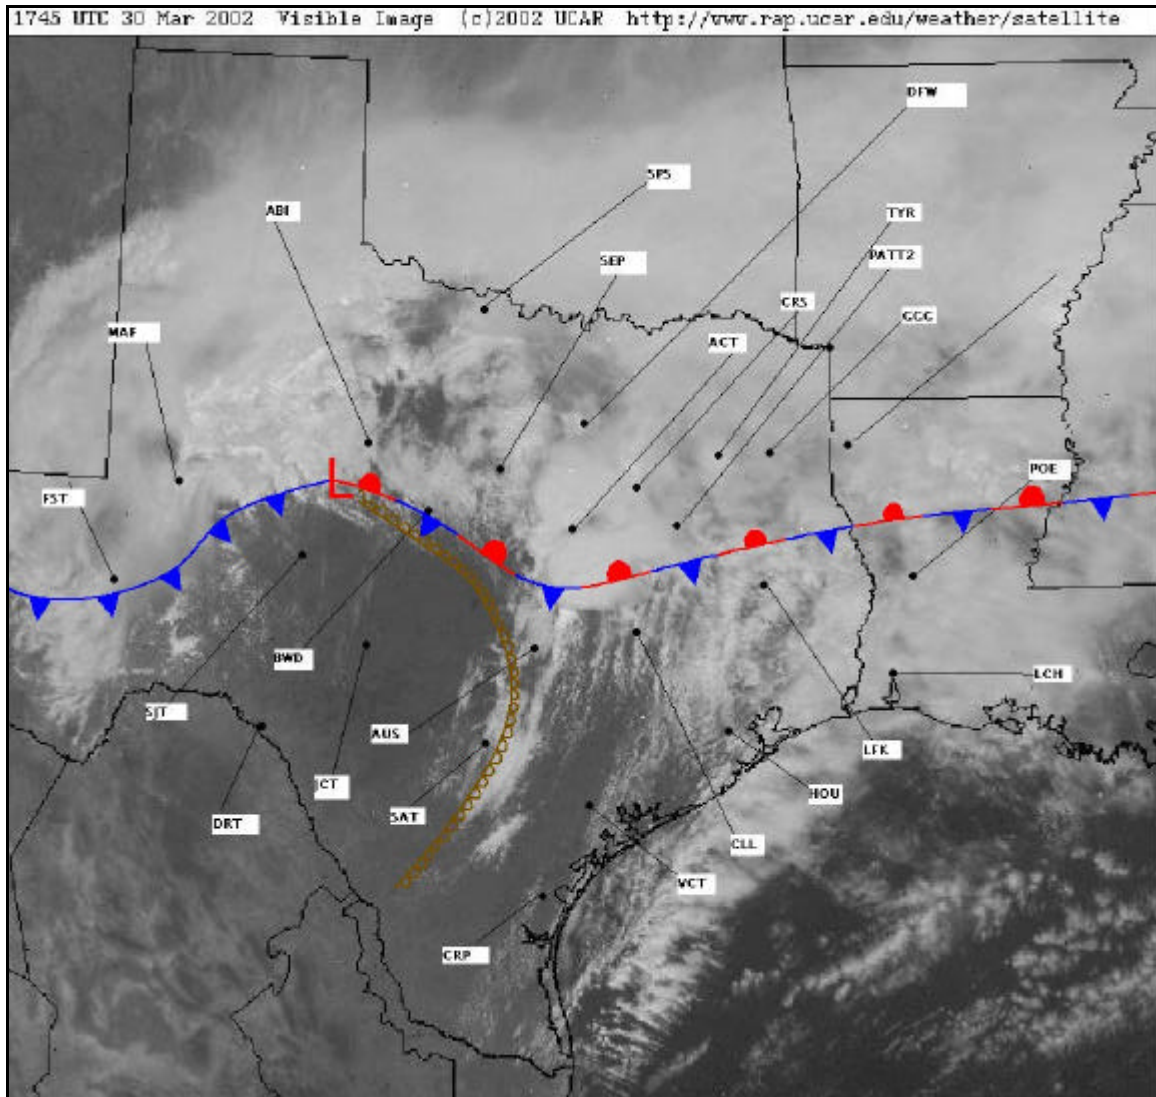 1745 UTC 30 Mar 2002 Visible Image (c)2002 UCAR http://www.rap.ucar.edu/weather/satellite
DFW
SPS
ABI
TYR
PATT2
SEP
CRS
GGG
MAF
ACT
L
POE
FST
BWD
LCH
SJT
AUS
LFK
JCT
HOU
SAT
DRT
CLL
VCT
CRP